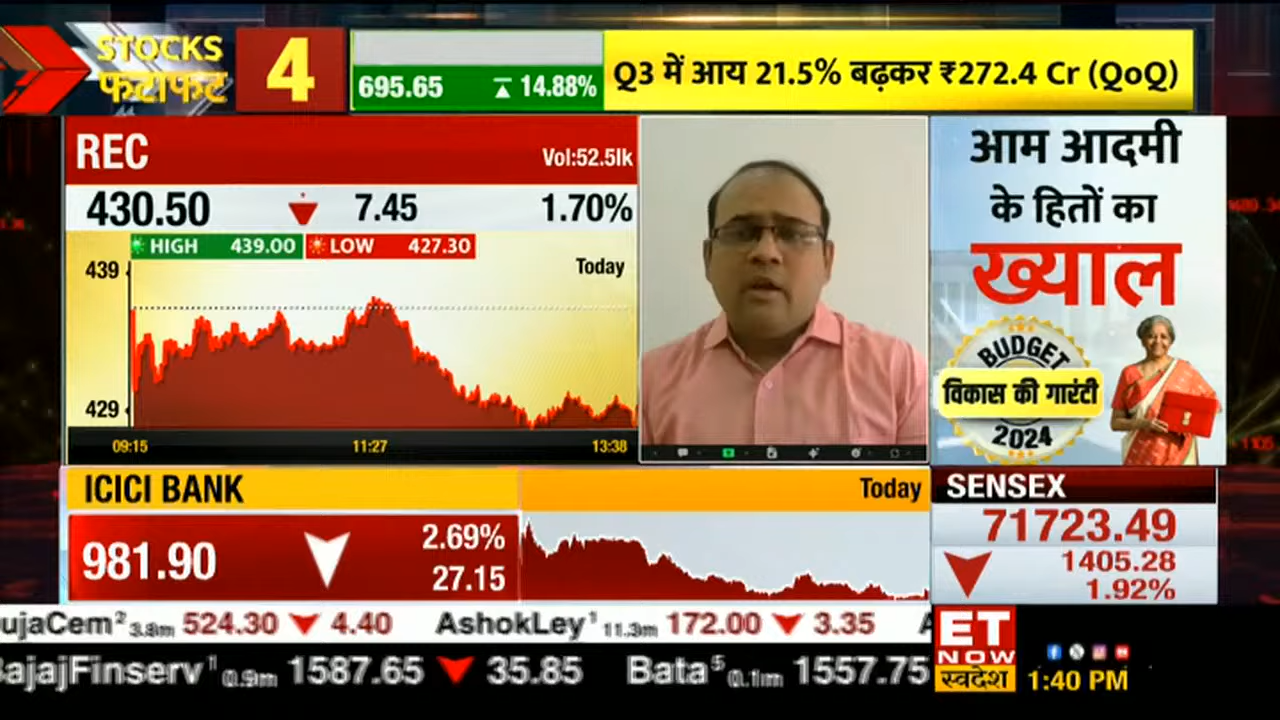 STOCKS
फटाफट
4
695.65 14.88%
Q3 में आय 21.5% बढ़कर ₹272.4 Cr (QoQ)
REC Vol:52.5lk
430.50 7.45 1.70%
HIGH 439.00 LOW 427.30
439 Today
429
09:15 11:27 13:38
आम आदमी
के हितों का
ख्याल
BUDGET
विकास की गारंटी
2024
ICICI BANK Today
981.90 2.69%
27.15
SENSEX
71723.49
1405.28
1.92%
ujaCem² 3.8m 524.30 4.40 AshokLey¹ 11.3m 172.00 3.35
BajajFinserv¹ 0.9m 1587.65 35.85 Bata⁵ 0.1m 1557.75
ET
NOW
स्वदेश
1:40 PM